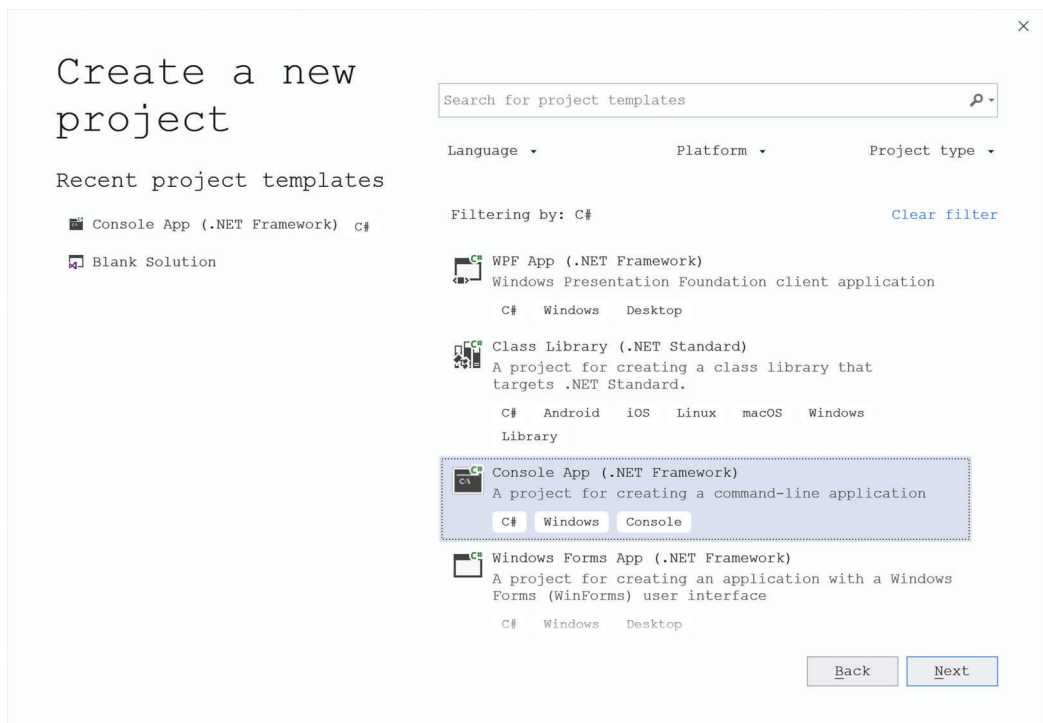 Create a new
project
Recent project templates
Console App (.NET Framework) C#
Blank Solution
Search for project templates
Language Platform Project type
Filtering by: C# Clear filter
C#
WPF App (.NET Framework)
Windows Presentation Foundation client application
C# Windows Desktop
C#
Class Library (.NET Standard)
A project for creating a class library that
targets .NET Standard.
C# Android iOS Linux macOS Windows
Library
C#
C:\
Console App (.NET Framework)
A project for creating a command-line application
C# Windows Console
C#
Windows Forms App (.NET Framework)
A project for creating an application with a Windows
Forms (WinForms) user interface
C# Windows Desktop
Back Next